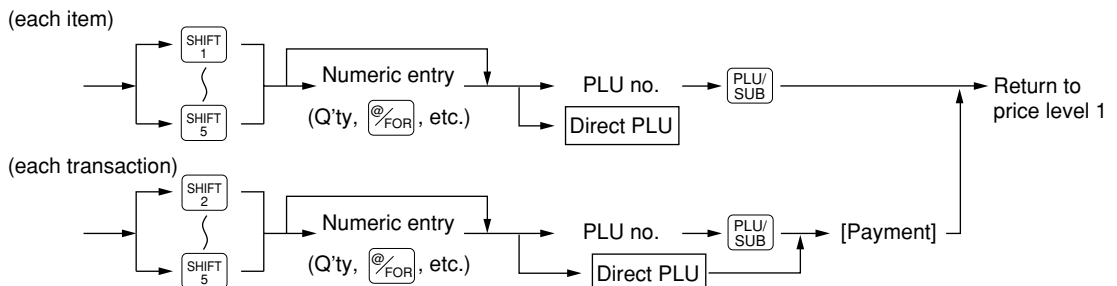 (each item)
SHIFT 1
SHIFT 5
Numeric entry
(Q'ty, @/FOR, etc.)
PLU no.
PLU/SUB
Direct PLU
Return to
price level 1
(each transaction)
SHIFT 2
SHIFT 5
Numeric entry
(Q'ty, @/FOR, etc.)
PLU no.
PLU/SUB
Direct PLU
[Payment]